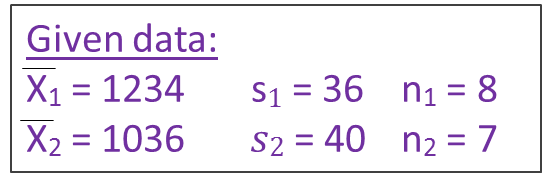 Given data:
X̅₁ = 1234 s₁ = 36 n₁ = 8
X̅₂ = 1036 s₂ = 40 n₂ = 7